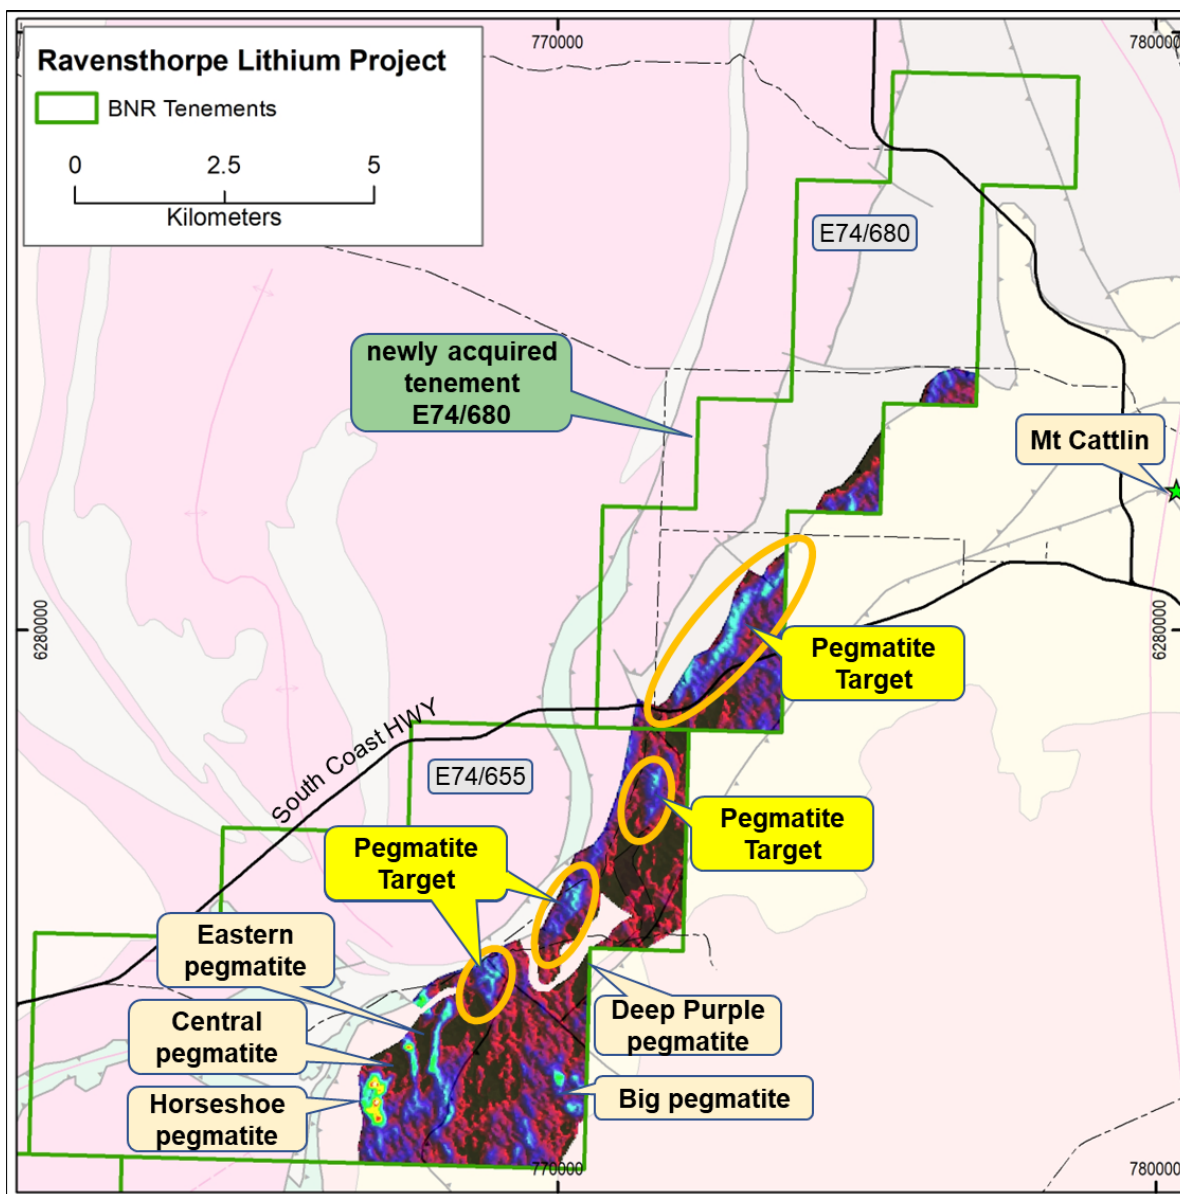 770000
780000
Ravensthorpe Lithium Project
BNR Tenements
0
2.5
5
Kilometers
E74/680
newly acquired
tenement
E74/680
Mt Cattlin
6280000
6280000
Pegmatite
Target
South Coast HWY
E74/655
Pegmatite
Target
Pegmatite
Target
Eastern
pegmatite
Central
pegmatite
Deep Purple
pegmatite
Horseshoe
pegmatite
Big pegmatite
770000
780000